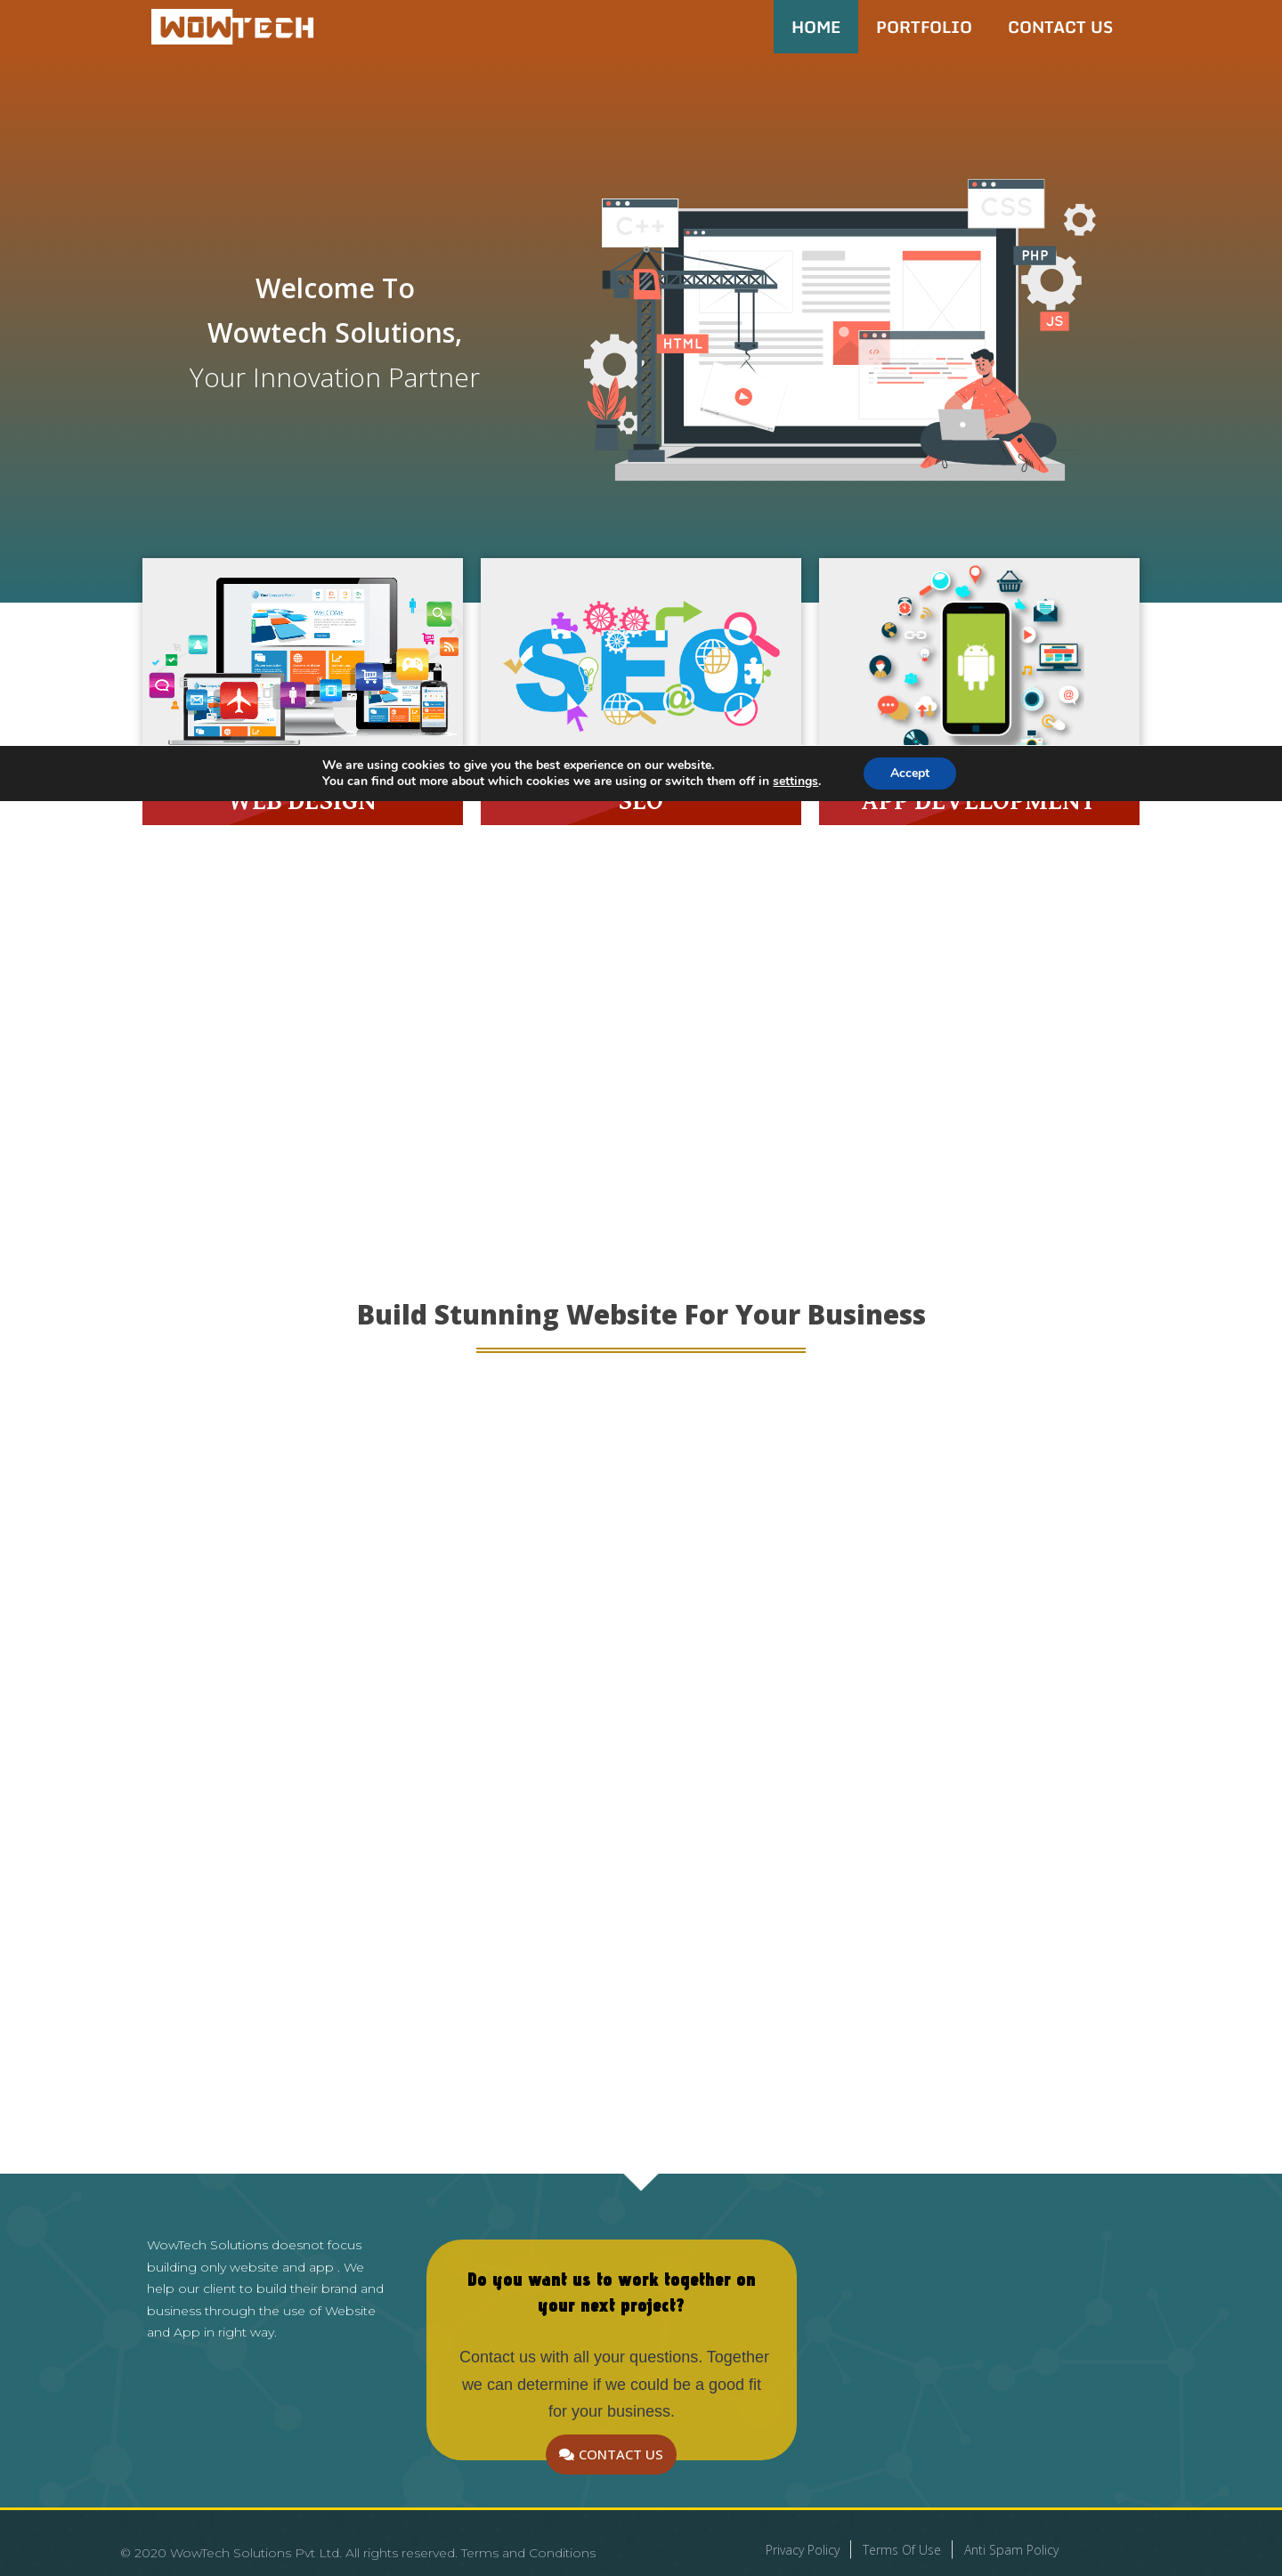 WOWTECH
HOME PORTFOLIO CONTACT US
Welcome To
Wowtech Solutions,
Your Innovation Partner
C++
CSS
PHP
JS
HTML
WELCOME
SEO
@
@
We are using cookies to give you the best experience on our website.
You can find out more about which cookies we are using or switch them off in settings.
Accept
WEB DESIGN
SEO
APP DEVELOPMENT
Build Stunning Website For Your Business
WowTech Solutions doesnot focus
building only website and app . We
help our client to build their brand and
business through the use of Website
and App in right way.
Do you want us to work together on
your next project?
Contact us with all your questions. Together
we can determine if we could be a good fit
for your business.
CONTACT US
© 2020 WowTech Solutions Pvt Ltd. All rights reserved. Terms and Conditions
Privacy Policy
Terms Of Use
Anti Spam Policy